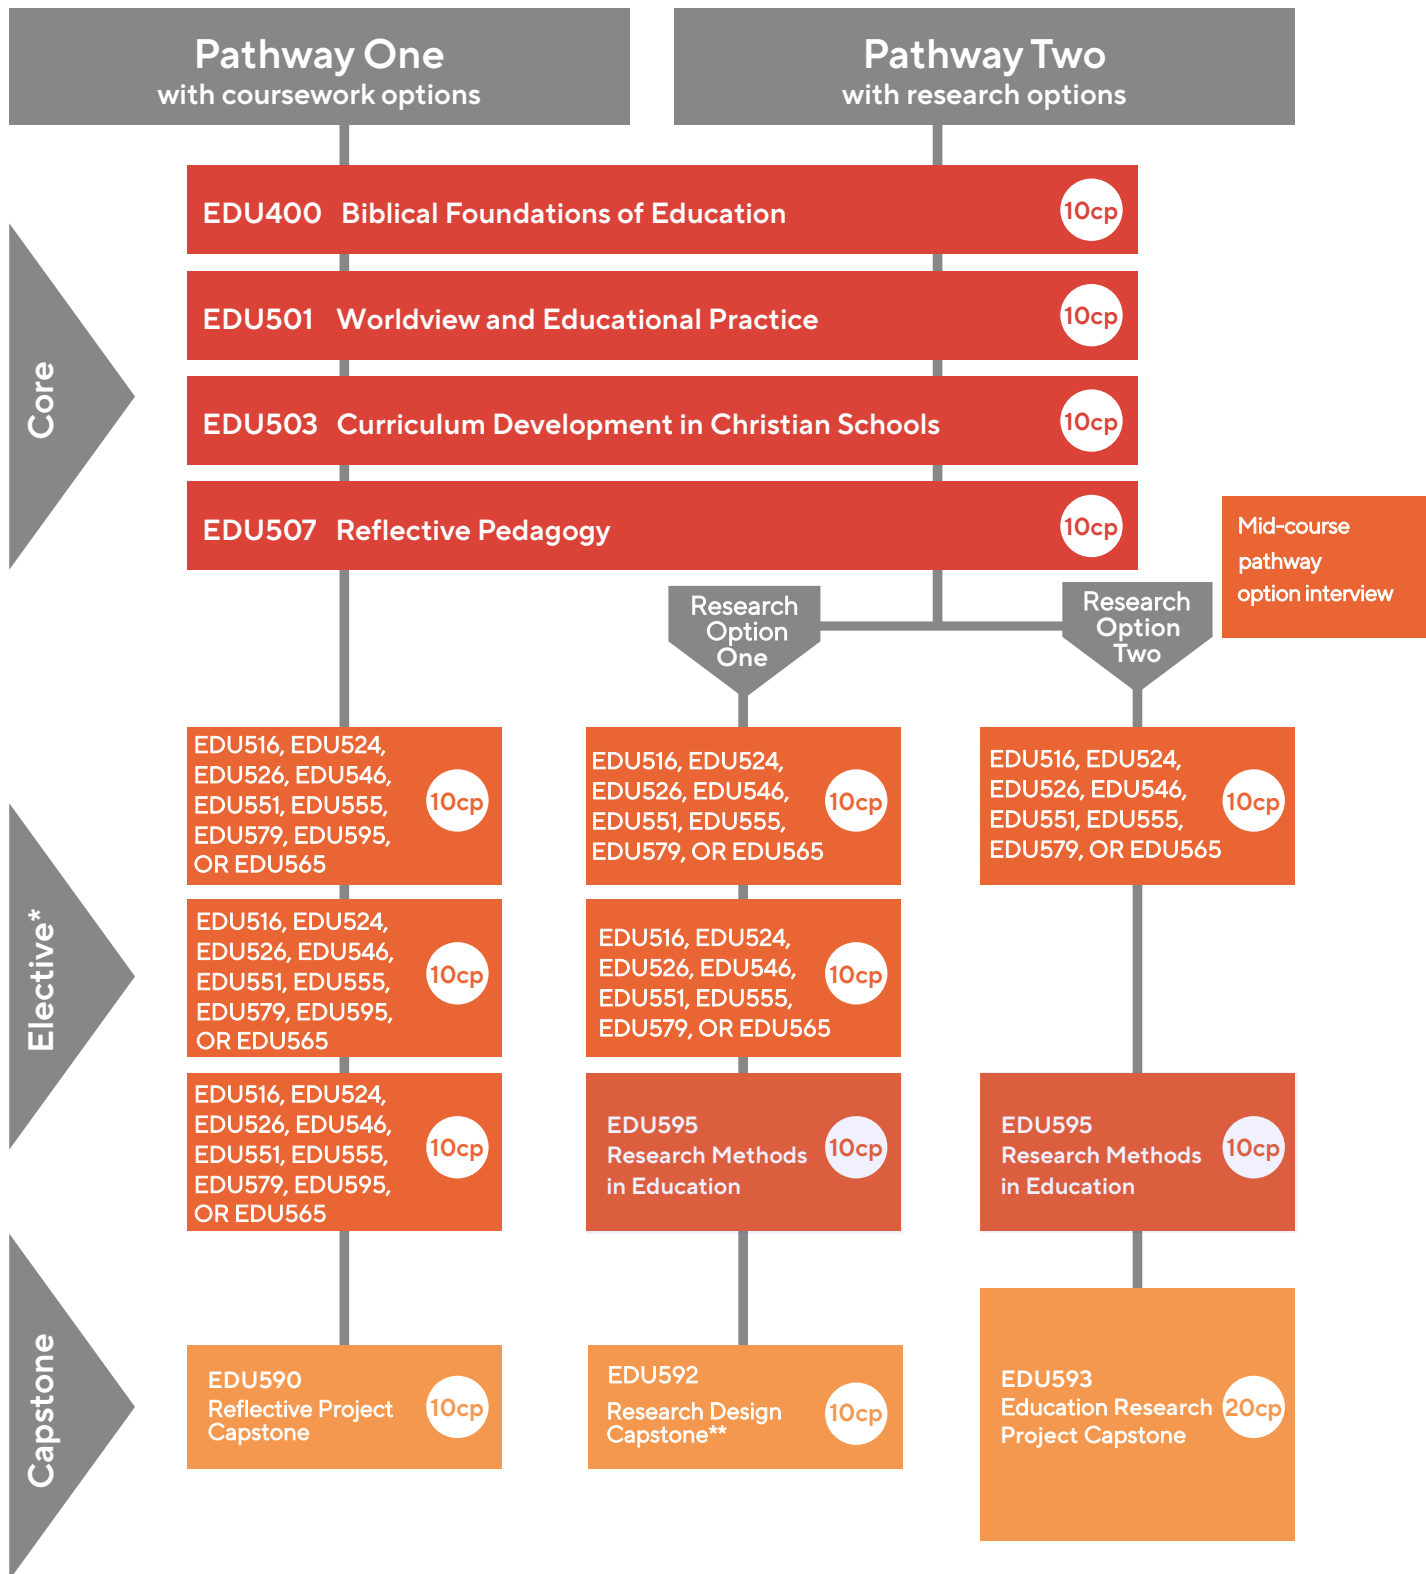 Pathway One
with coursework options
Pathway Two
with research options
Core
EDU400 Biblical Foundations of Education
10cp
EDU501 Worldview and Educational Practice
10cp
EDU503 Curriculum Development in Christian Schools
10cp
EDU507 Reflective Pedagogy
10cp
Mid-course
pathway
option interview
Research
Option
One
Research
Option
Two
Elective*
EDU516, EDU524,
EDU526, EDU546,
EDU551, EDU555,
EDU579, EDU595,
OR EDU565
10cp
EDU516, EDU524,
EDU526, EDU546,
EDU551, EDU555,
EDU579, OR EDU565
10cp
EDU516, EDU524,
EDU526, EDU546,
EDU551, EDU555,
EDU579, OR EDU565
10cp
EDU516, EDU524,
EDU526, EDU546,
EDU551, EDU555,
EDU579, EDU595,
OR EDU565
10cp
EDU516, EDU524,
EDU526, EDU546,
EDU551, EDU555,
EDU579, OR EDU565
10cp
EDU516, EDU524,
EDU526, EDU546,
EDU551, EDU555,
EDU579, EDU595,
OR EDU565
10cp
EDU595
Research Methods
in Education
10cp
EDU595
Research Methods
in Education
10cp
Capstone
EDU590
Reflective Project
Capstone
10cp
EDU592
Research Design
Capstone**
10cp
EDU593
Education Research
Project Capstone
20cp